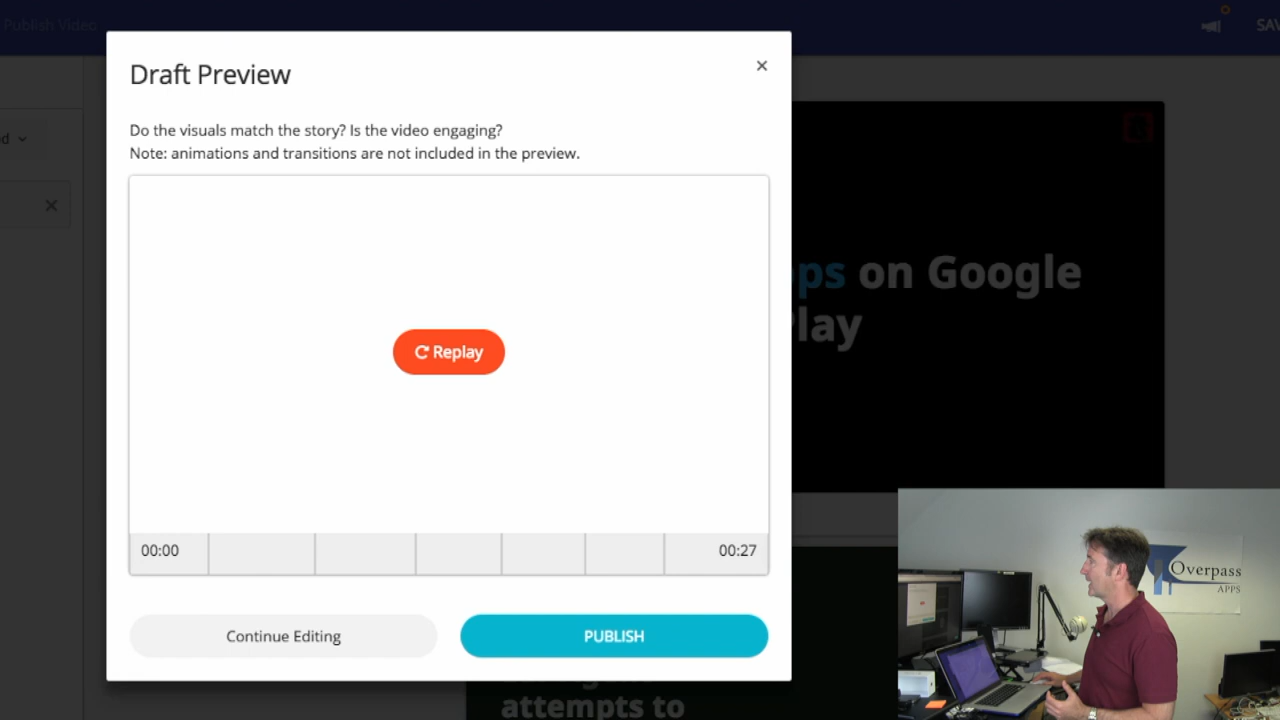 Publish Video
SAV
Draft Preview
Do the visuals match the story? Is the video engaging?
Note: animations and transitions are not included in the preview.
d
ps on Google
Play
Replay
00:00
00:27
Overpass
APPS
Continue Editing
PUBLISH
attempts to